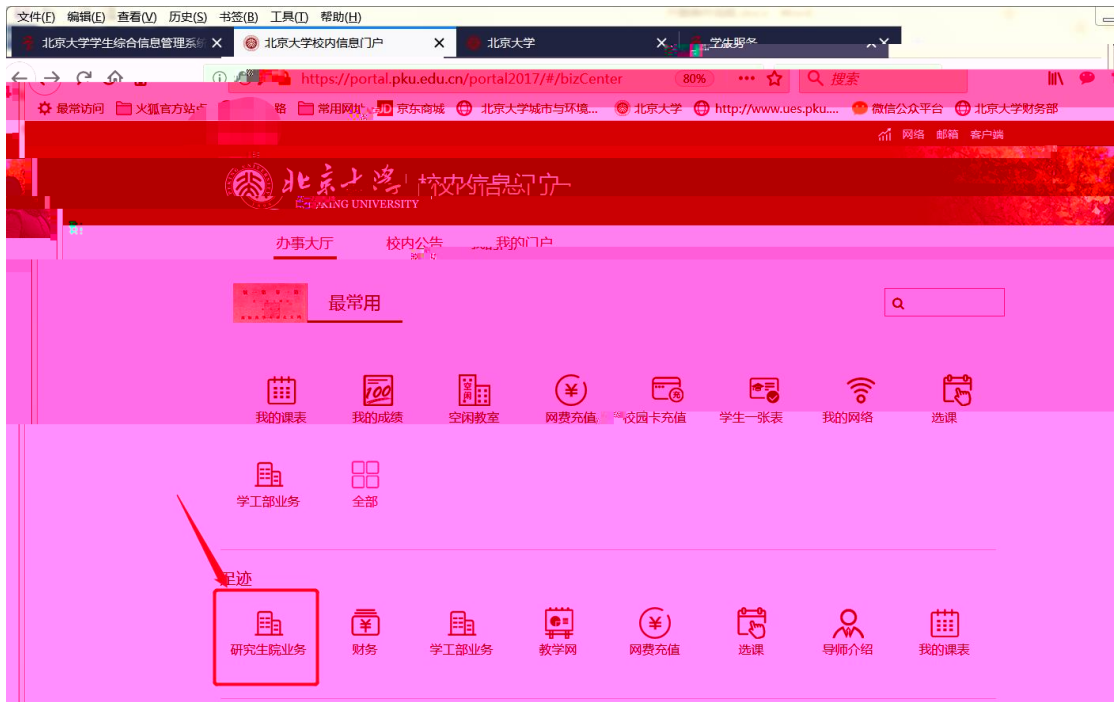 文件(F) 编辑(E) 查看(V) 历史(S) 书签(B) 工具(T) 帮助(H)
北京大学学生综合信息管理系统 北京大学校内信息门户 北京大学 学生服务
https://portal.pku.edu.cn/portal2017/#/bizCenter 80% 搜索
最常访问 火狐官方站点 路 常用网址 JD 京东商城 北京大学城市与环境... 北京大学 http://www.ues.pku.... 微信公众平台 北京大学财务部
网络 邮箱 客户端
北京大学 校内信息门户
KING UNIVERSITY
办事大厅 校内公告 我的门户
最常用
我的课表 我的成绩 空闲教室 网费充值 校园卡充值 学生一张表 我的网络 选课
学工部业务 全部
足迹
研究生院业务 财务 学工部业务 教学网 网费充值 选课 导师介绍 我的课表